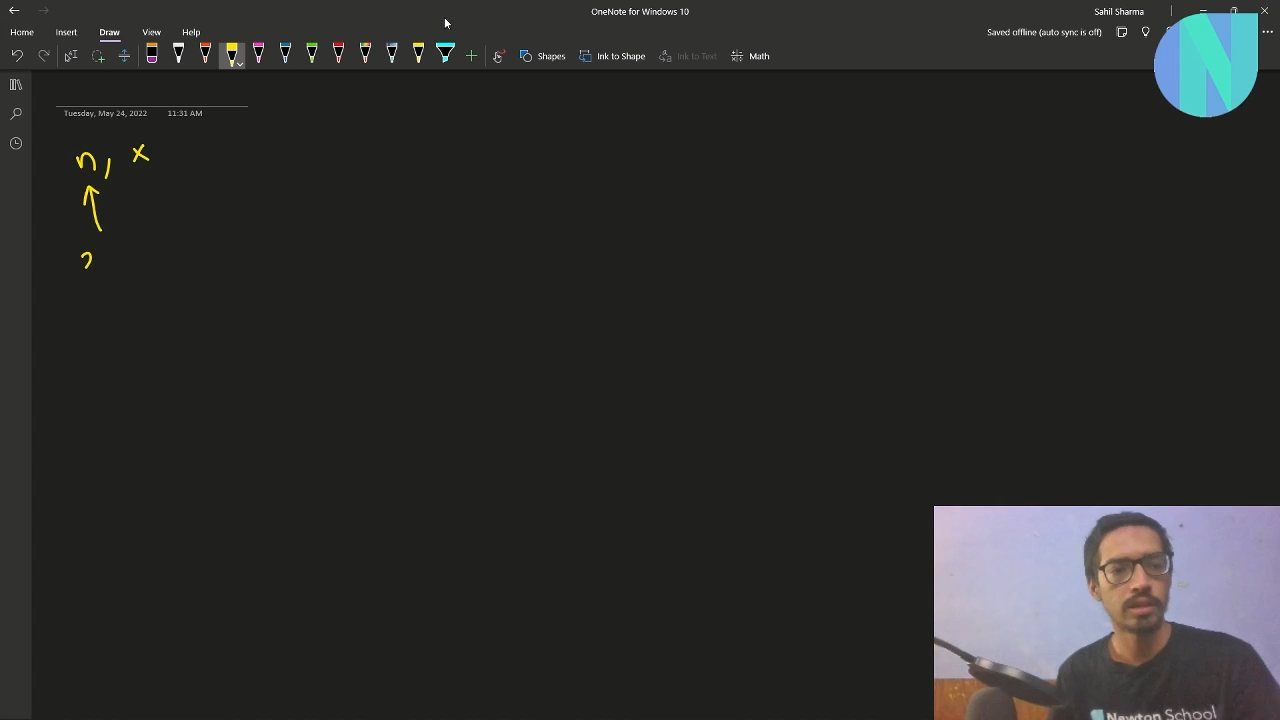 OneNote for Windows 10
Sahil Sharma
Home Insert Draw View Help
Saved offline (auto sync is off)
Shapes Ink to Shape Ink to Text Math
Tuesday, May 24, 2022 11:31 AM
n, x
Newton School